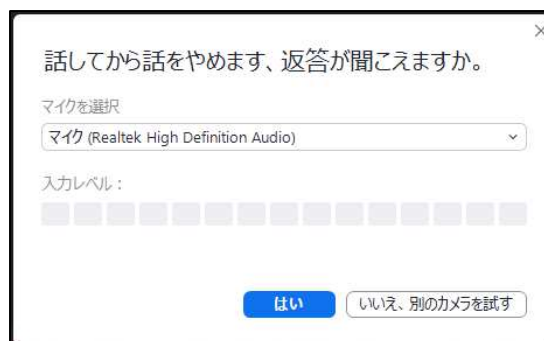 話してから話をやめます、返答が聞こえますか。
マイクを選択
マイク (Realtek High Definition Audio)
入力レベル：
はい
いいえ、別のカメラを試す